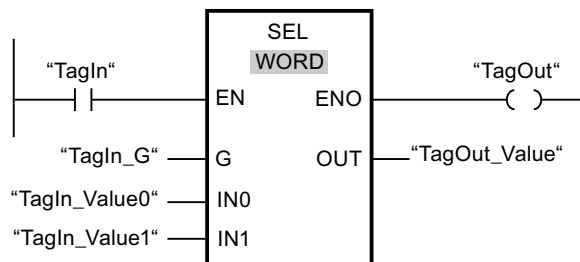 SEL
WORD
“TagIn“
“TagOut“
EN
ENO
“TagIn_G“
G
OUT
“TagOut_Value“
“TagIn_Value0“
IN0
“TagIn_Value1“
IN1